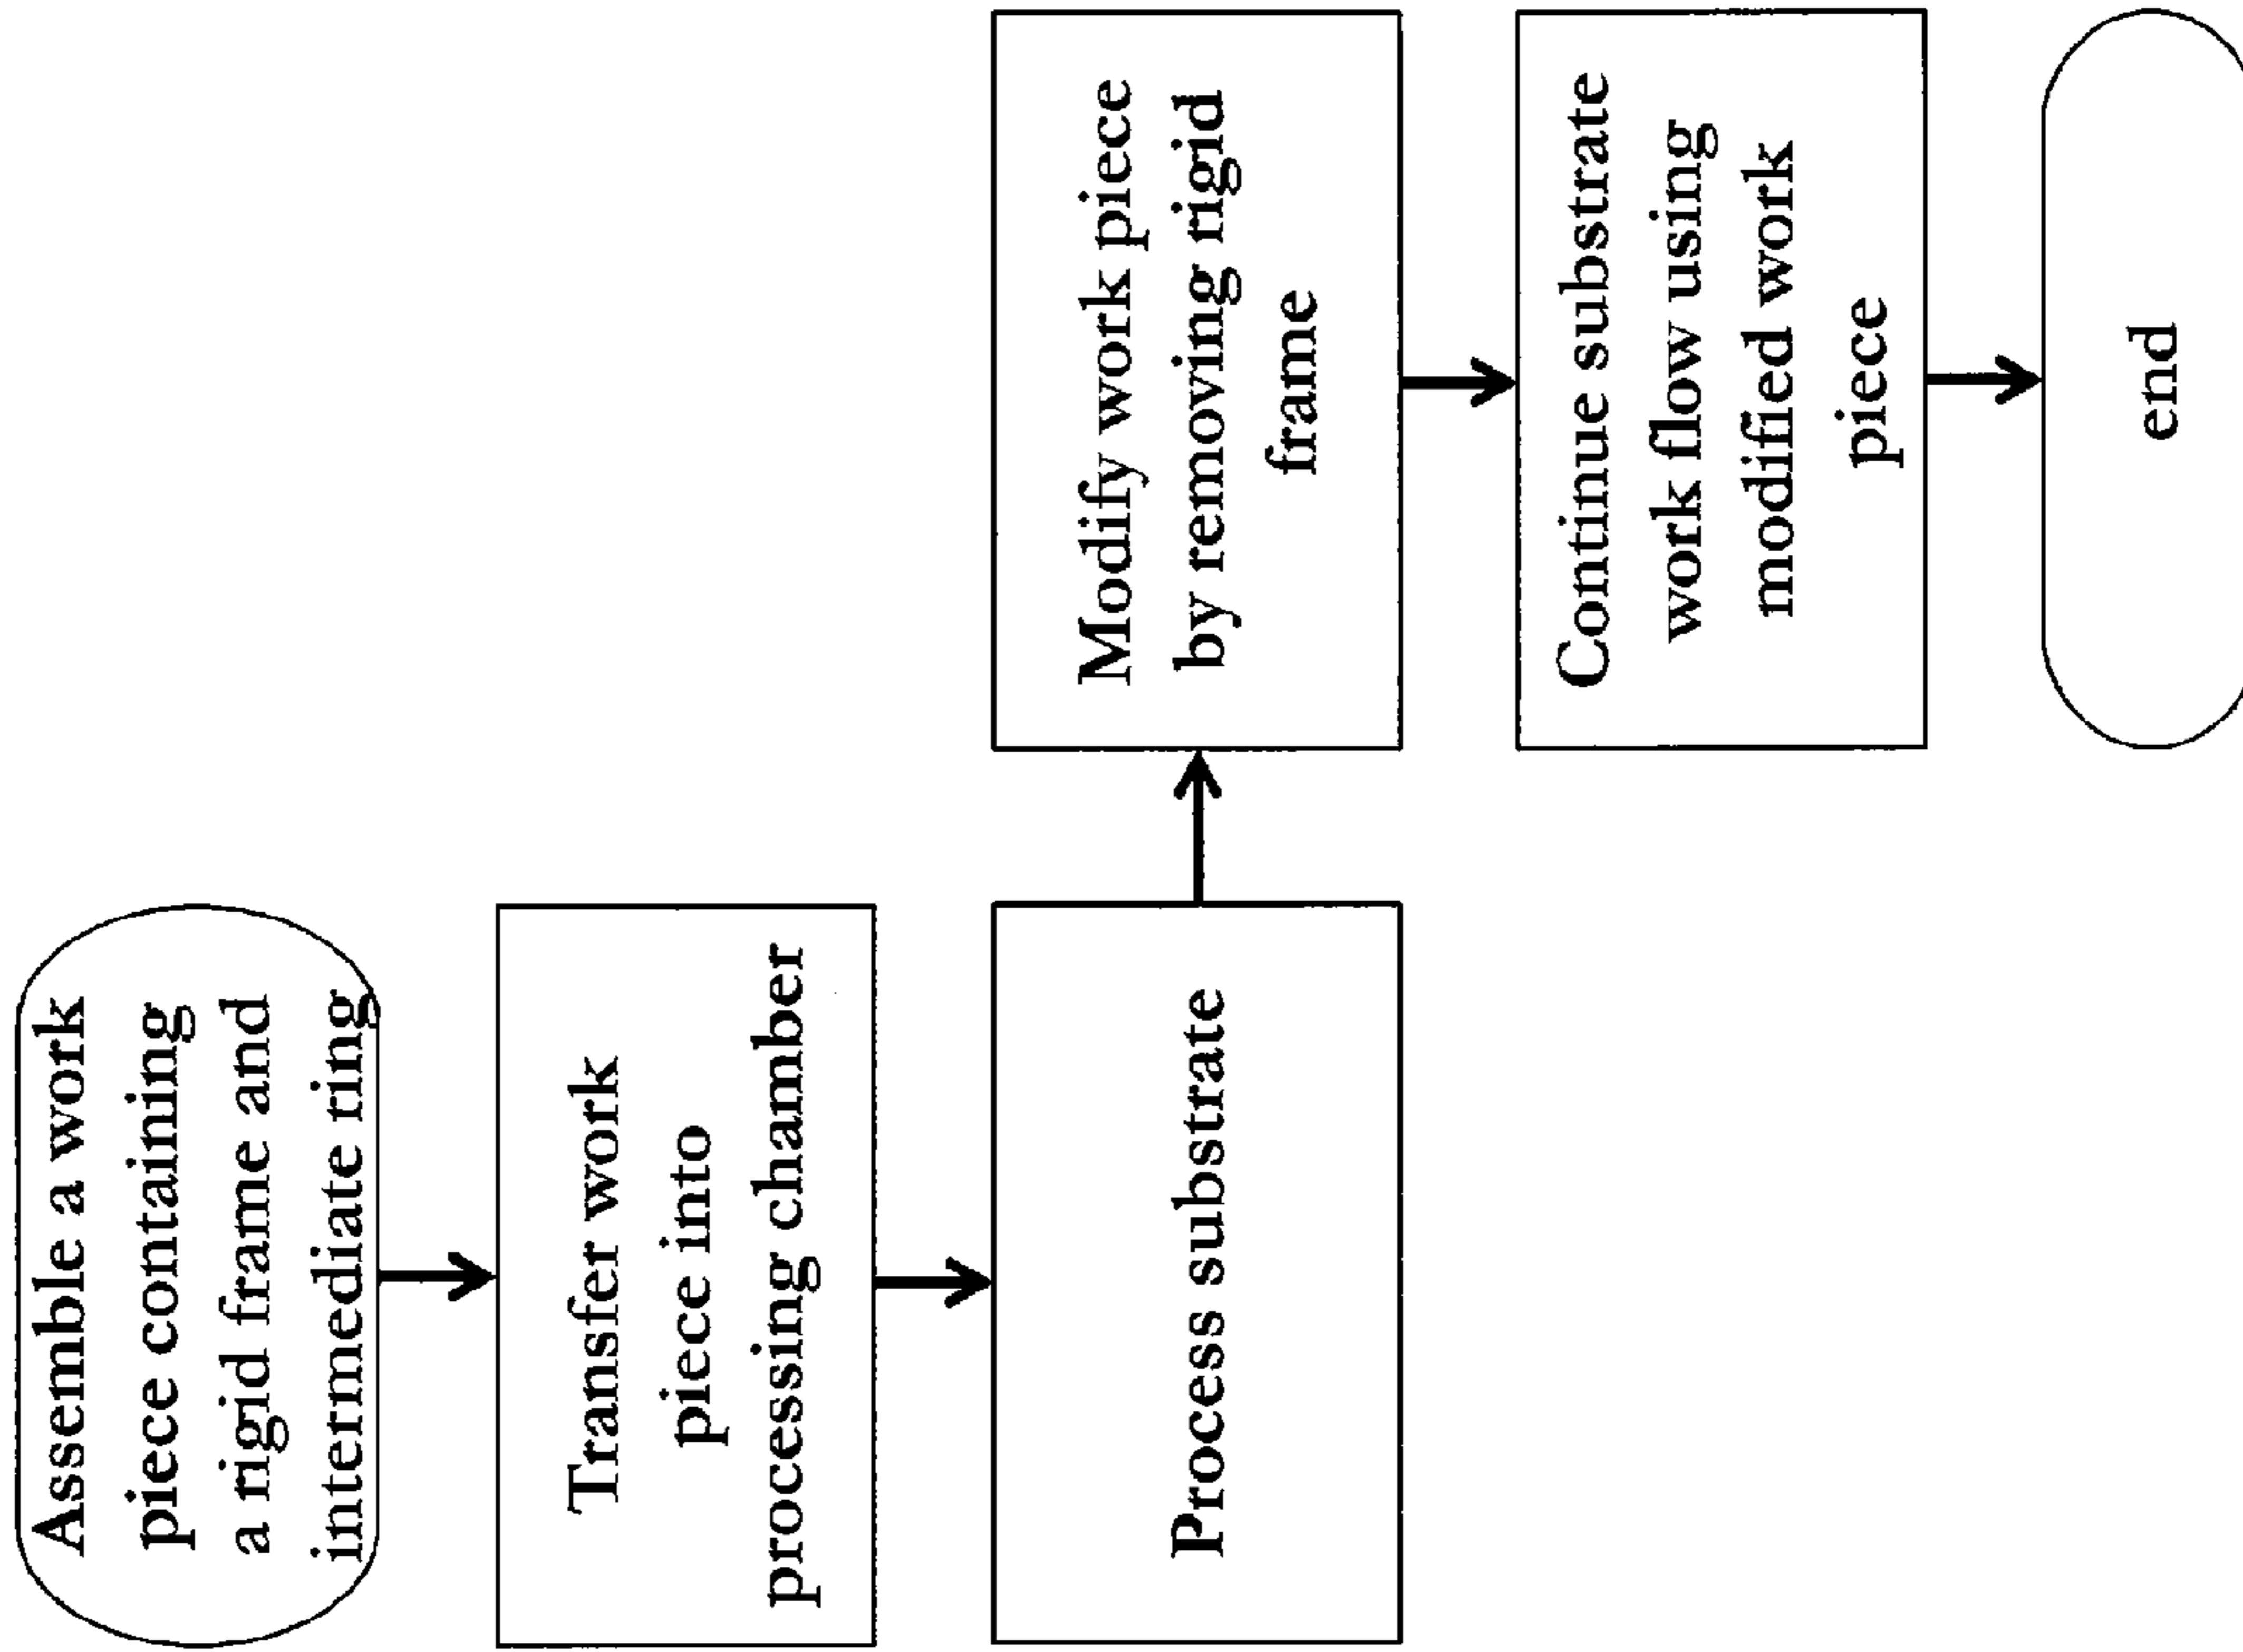 Assemble a work
piece containing
a rigid frame and
intermediate ring
Transfer work
piece into
processing chamber
Process substrate
Modify work piece
by removing rigid
frame
Continue substrate
work flow using
modified work
piece
end